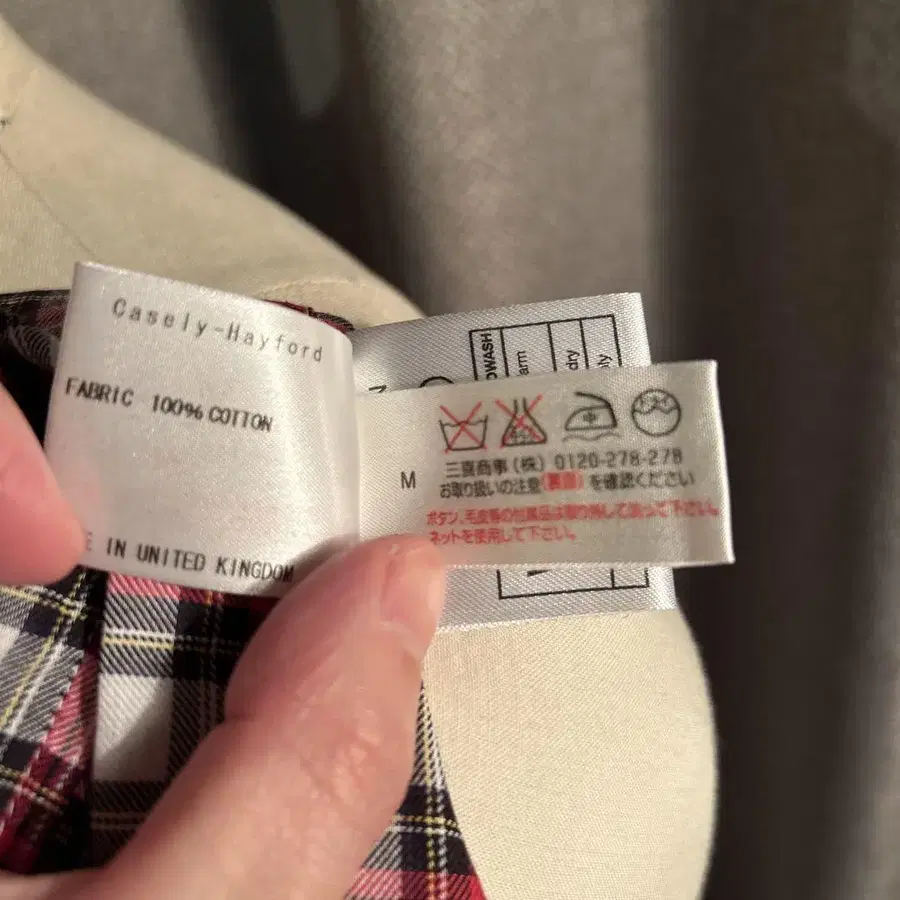 Casely-Hayford
FABRIC 100% COTTON
IN UNITED KINGDOM
M
三喜商事(株) 0120-278-278
お取り扱いの注意(裏面)を確認ください
ボタン、毛皮等の付属品は取り外して洗って下さい。
ネットを使用して下さい。